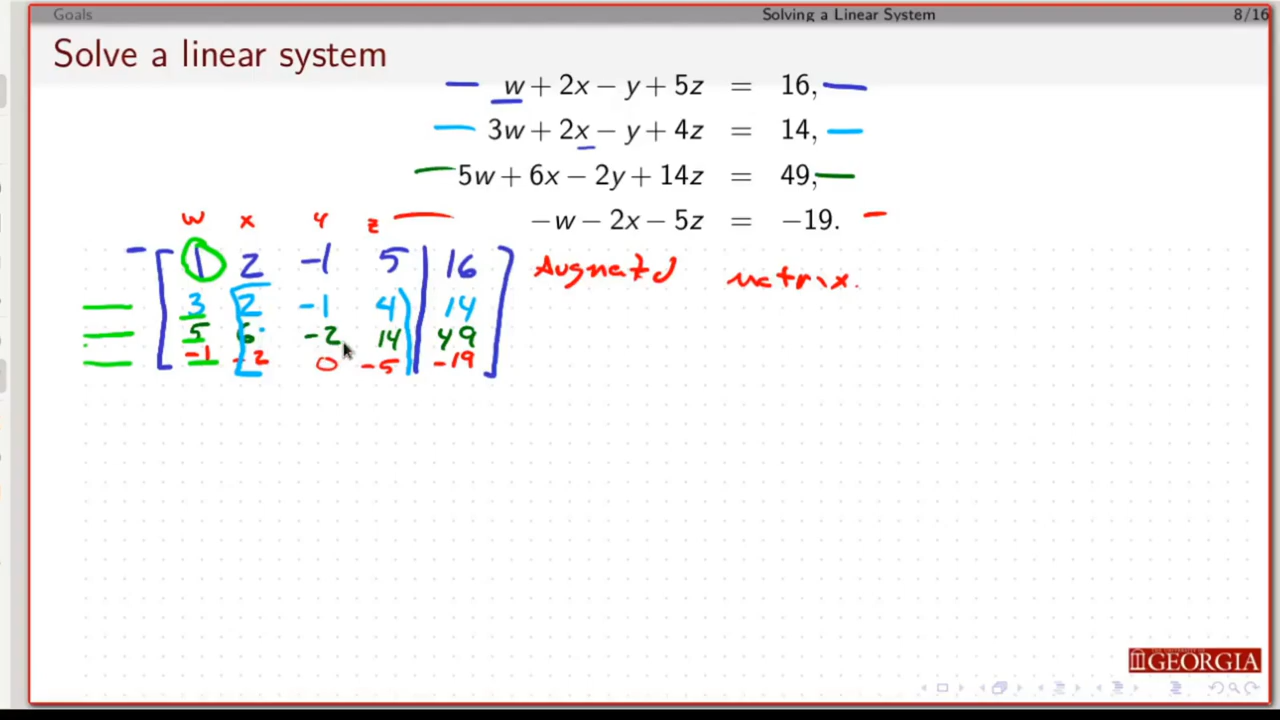 Goals Solving a Linear System 8/16
Solve a linear system
w + 2x − y + 5z = 16,
3w + 2x − y + 4z = 14,
5w + 6x − 2y + 14z = 49,
−w − 2x − 5z = −19.
w x y z
1 2 -1 5 16
Augmatd matrix.
3 2 -1 4 14
5 6 -2 14 49
-1 -2 0 -5 -19
GEORGIA